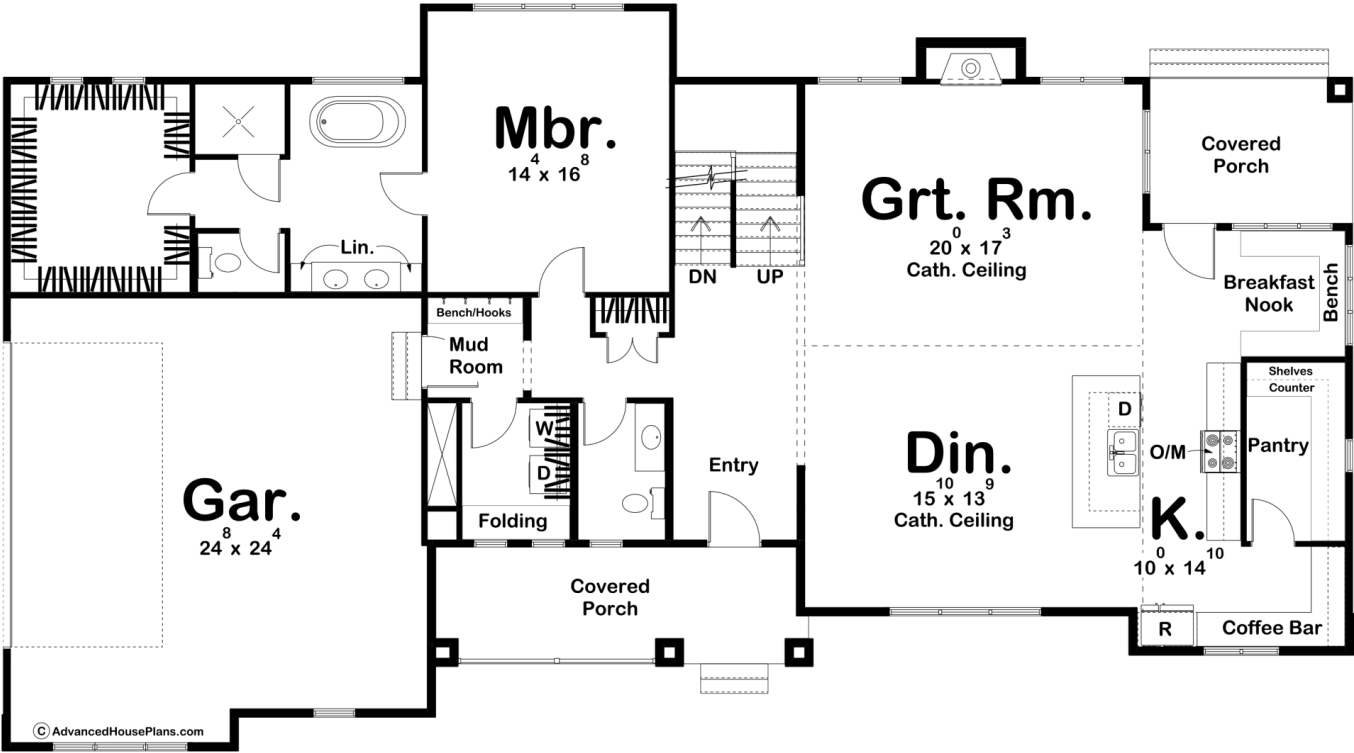 Mbr.
14⁴ x 16⁸
Lin.
Covered
Porch
Grt. Rm.
20⁰ x 17³
Cath. Ceiling
DN
UP
Breakfast
Nook
Bench
Bench/Hooks
Mud
Room
Shelves
Counter
Pantry
D
O/M
W
D
Folding
Entry
Din.
15¹⁰ x 13⁹
Cath. Ceiling
K.
10⁰ x 14¹⁰
Gar.
24⁸ x 24⁴
Covered
Porch
R
Coffee Bar
© AdvancedHousePlans.com